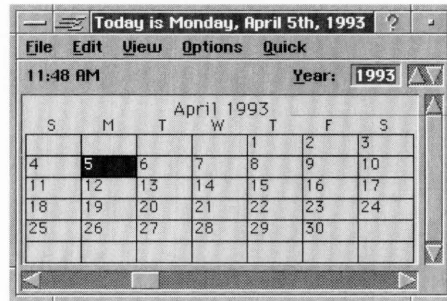 Today is Monday, April 5th, 1993 ?
File Edit View Options Quick
11:48 AM Year: 1993
April 1993
S M T W T F S
1 2 3
4 5 6 7 8 9 10
11 12 13 14 15 16 17
18 19 20 21 22 23 24
25 26 27 28 29 30